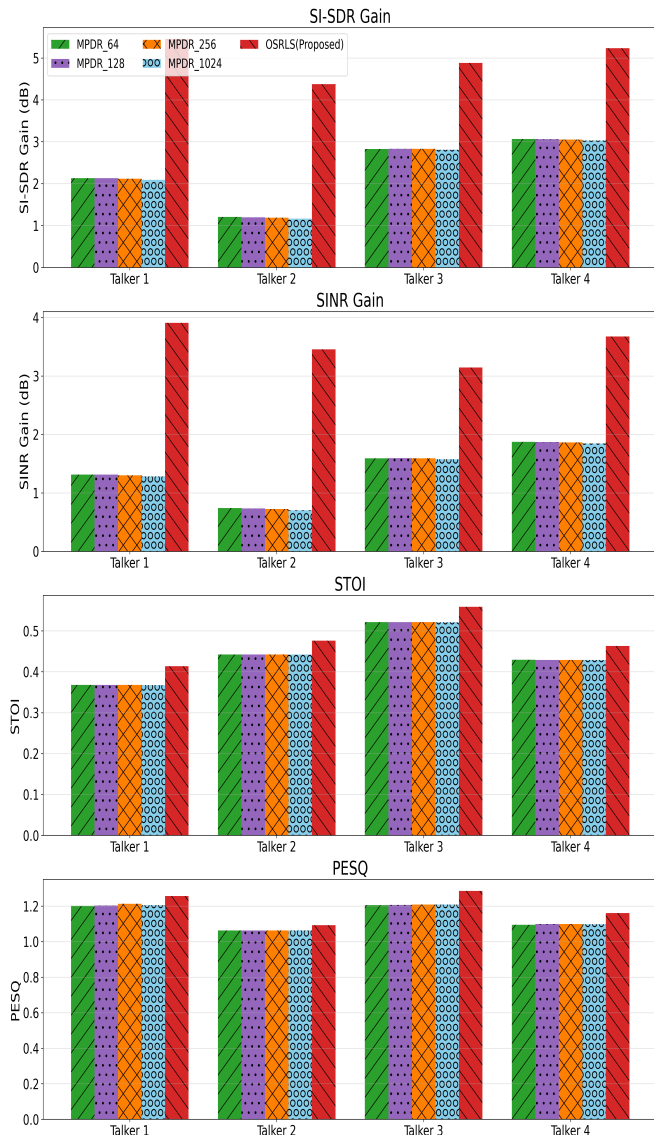 SI-SDR Gain
MPDR_64
MPDR_256
OSRLS(Proposed)
MPDR_128
MPDR_1024
SI-SDR Gain (dB)
5
4
3
2
1
0
Talker 1
Talker 2
Talker 3
Talker 4
SINR Gain
SINR Gain (dB)
4
3
2
1
0
Talker 1
Talker 2
Talker 3
Talker 4
STOI
STOI
0.5
0.4
0.3
0.2
0.1
0.0
Talker 1
Talker 2
Talker 3
Talker 4
PESQ
PESQ
1.2
1.0
0.8
0.6
0.4
0.2
0.0
Talker 1
Talker 2
Talker 3
Talker 4